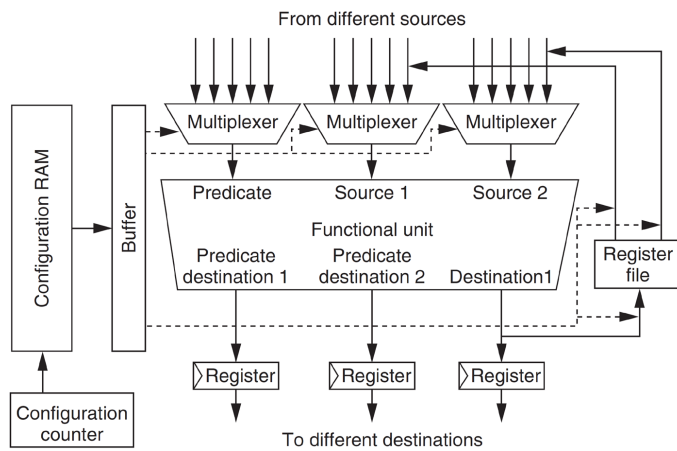 From different sources
Multiplexer
Multiplexer
Multiplexer
Configuration RAM
Buffer
Predicate
Source 1
Source 2
Functional unit
Predicate
destination 1
Predicate
destination 2
Destination1
Register
file
Register
Register
Register
Configuration
counter
To different destinations